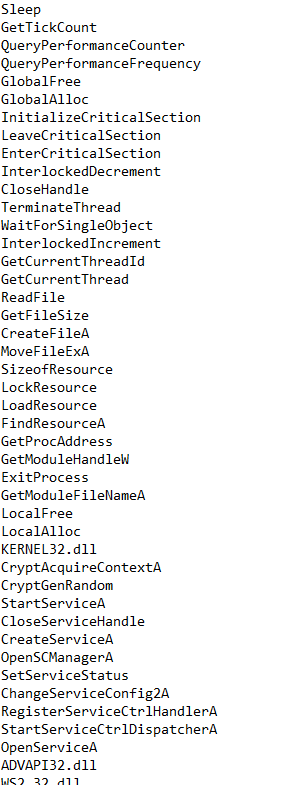 Sleep
GetTickCount
QueryPerformanceCounter
QueryPerformanceFrequency
GlobalFree
GlobalAlloc
InitializeCriticalSection
LeaveCriticalSection
EnterCriticalSection
InterlockedDecrement
CloseHandle
TerminateThread
WaitForSingleObject
InterlockedIncrement
GetCurrentThreadId
GetCurrentThread
ReadFile
GetFileSize
CreateFileA
MoveFileExA
SizeofResource
LockResource
LoadResource
FindResourceA
GetProcAddress
GetModuleHandleW
ExitProcess
GetModuleFileNameA
LocalFree
LocalAlloc
KERNEL32.dll
CryptAcquireContextA
CryptGenRandom
StartServiceA
CloseServiceHandle
CreateServiceA
OpenSCManagerA
SetServiceStatus
ChangeServiceConfig2A
RegisterServiceCtrlHandlerA
StartServiceCtrlDispatcherA
OpenServiceA
ADVAPI32.dll
WS2_32.dll